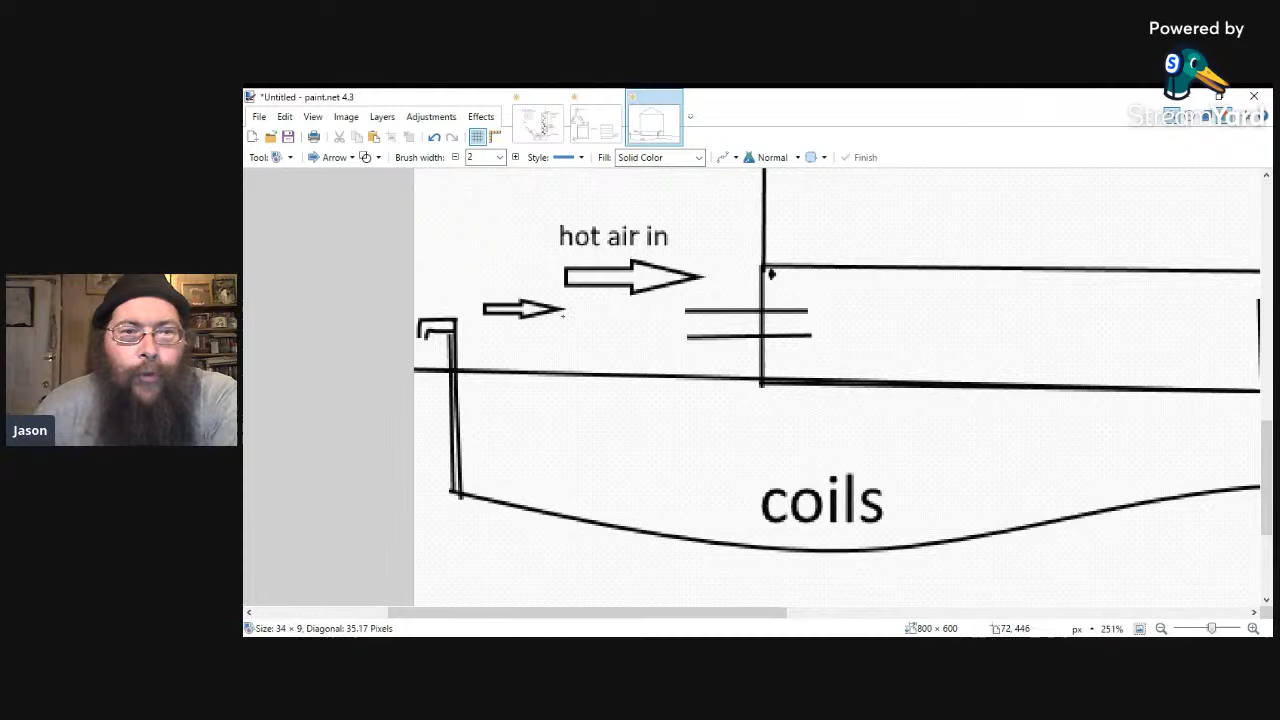 Powered by
S
StreamYard
*Untitled - paint.net 4.3
File Edit View Image Layers Adjustments Effects
Tool: Arrow Brush width: 2 Style: Fill: Solid Color Normal Finish
hot air in
coils
Jason
Size: 34 × 9, Diagonal: 35.17 Pixels
800 × 600
72, 446
px
251%